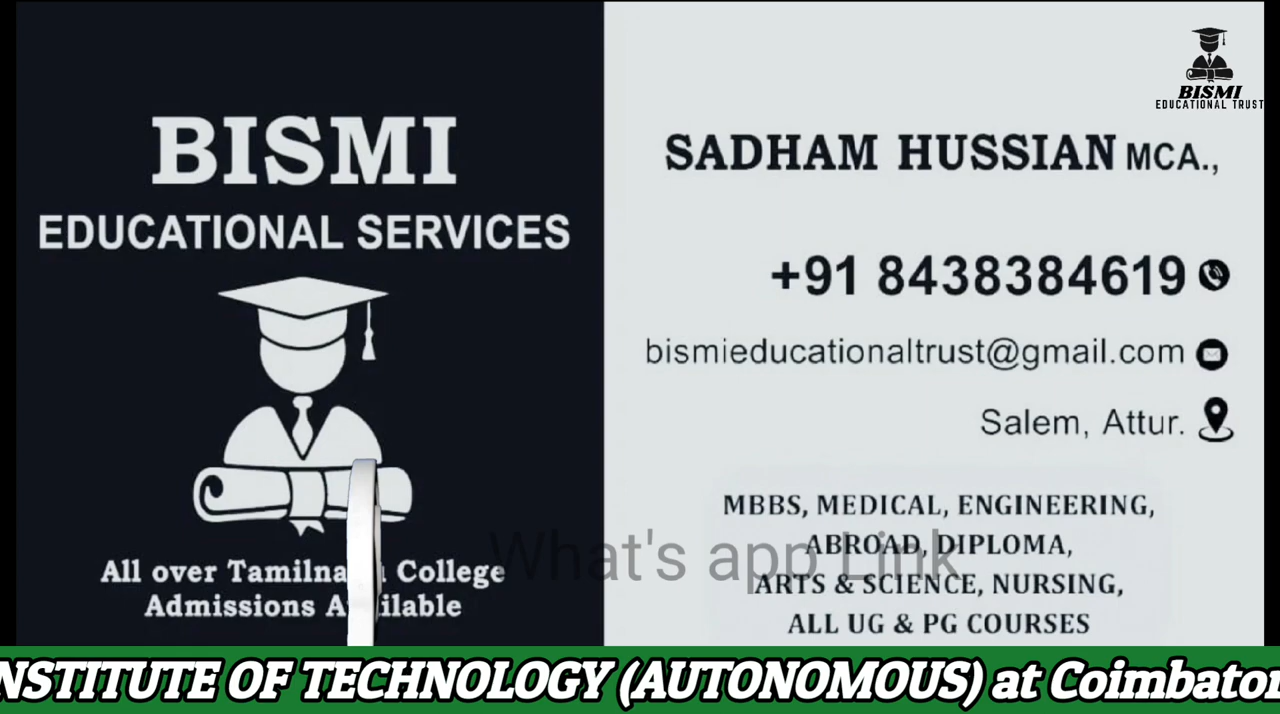 BISMI
EDUCATIONAL SERVICES
All over Tamilna College
Admissions A ilable
BISMI
EDUCATIONAL TRUST
SADHAM HUSSIAN MCA.,
+91 8438384619
bismieducationaltrust@gmail.com
Salem, Attur.
MBBS, MEDICAL, ENGINEERING,
ABROAD, DIPLOMA,
ARTS & SCIENCE, NURSING,
ALL UG & PG COURSES
What's app Link
NSTITUTE OF TECHNOLOGY (AUTONOMOUS) at Coimbator